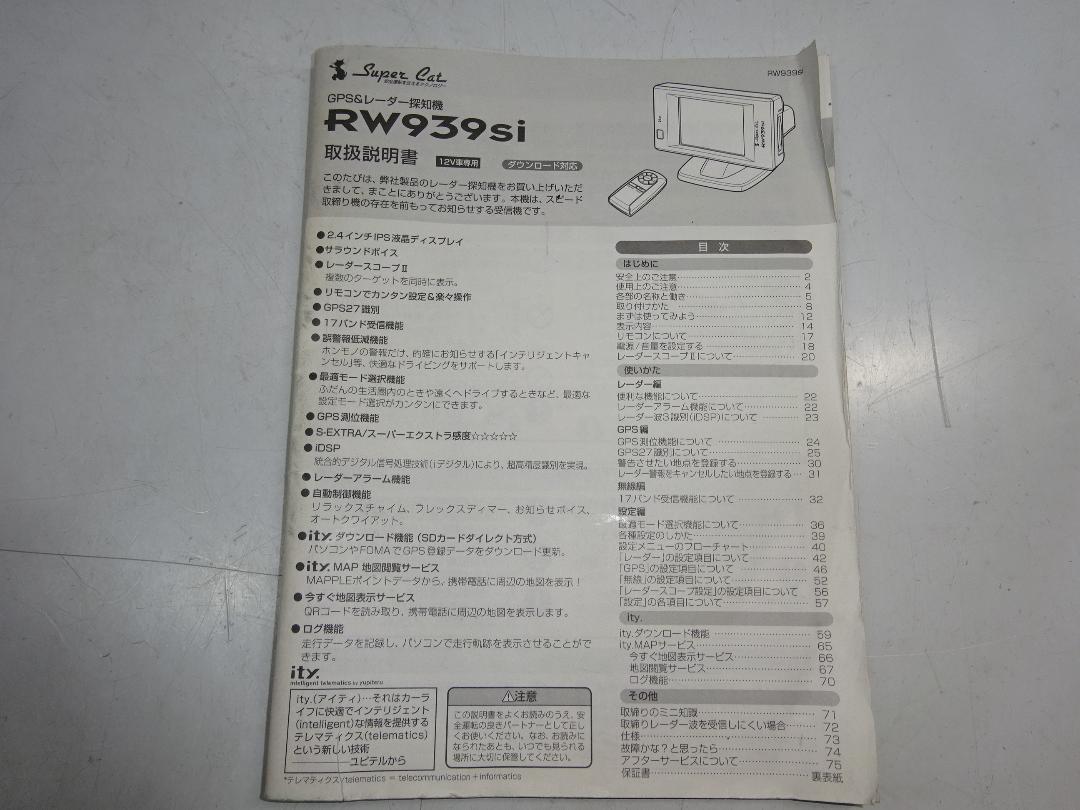 Super Cat
RW939si
GPS&レーダー探知機
RW939si
取扱説明書
12V車専用
ダウンロード対応
このたびは、弊社製品のレーダー探知機をお買い上げいただ
きまして、まことにありがとうございます。本機は、スピード
取締り機の存在を前もってお知らせする受信機です。
●2.4インチIPS液晶ディスプレイ
●サラウンドボイス
●レーダースコープⅡ
複数のターゲットを同時に表示。
●リモコンでカンタン設定&楽々操作
●GPS27識別
●17バンド受信機能
●誤警報低減機能
ホンモノの警報だけ、的確にお知らせする「インテリジェントキャ
ンセル」等、快適なドライビングをサポートします。
●最適モード選択機能
ふだんの生活圏内のときや遠くへドライブするときなど、最適な
設定モード選択がカンタンにできます。
●GPS測位機能
●S-EXTRA/スーパーエクストラ感度☆☆☆☆☆
●iDSP
統合的デジタル信号処理技術(iデジタル)により、超高精度識別を実現。
●レーダーアラーム機能
●自動制御機能
リラックスチャイム、フレックスディマー、お知らせボイス、
オートクワイアット。
●ity.ダウンロード機能(SDカードダイレクト方式)
パソコンやFOMAでGPS登録データをダウンロード更新。
●ity.MAP 地図閲覧サービス
MAPPLEポイントデータから、携帯電話に周辺の地図を表示!
●今すぐ地図表示サービス
QRコードを読み取り、携帯電話に周辺の地図を表示します。
●ログ機能
走行データを記録し、パソコンで走行軌跡を表示させることがで
きます。
ity.
intelligent telematics by yupiteru
ity.(アイティ)…それはカーラ
イフに快適でインテリジェント
(intelligent)な情報を提供する
テレマティクス(telematics)
という新しい技術
ユピテルから
⚠注意
この説明書をよくお読みのうえ、安
全運転の良きパートナーとして正し
くお使いください。なお、お読みに
なられたあとも、いつでも見られる
場所に大切に保管してください。
*テレマティクス/telematics = telecommunication+informatics
目 次
はじめに
安全上のご注意……2
使用上のご注意……4
各部の名称と働き……5
取り付けかた……8
まずは使ってみよう……12
表示内容……14
リモコンについて……17
電源/音量を設定する……18
レーダースコープⅡについて……20
使いかた
レーダー編
便利な機能について……22
レーダーアラーム機能について……22
レーダー波3識別(iDSP)について……23
GPS編
GPS測位機能について……24
GPS27識別について……25
警告させたい地点を登録する……30
レーダー警報をキャンセルしたい地点を登録する…31
無線編
17バンド受信機能について……32
設定編
最適モード選択機能について……36
各種設定のしかた……39
設定メニューのフローチャート……40
「レーダー」の設定項目について……42
「GPS」の設定項目について……46
「無線」の設定項目について……52
「レーダースコープ設定」の設定項目について 56
「設定」の各項目について……57
ity.
ity.ダウンロード機能……59
ity.MAPサービス……65
今すぐ地図表示サービス……66
地図閲覧サービス……67
ログ機能……70
その他
取締りのミニ知識……71
取締りレーダー波を受信しにくい場合……72
仕様……73
故障かな?と思ったら……74
アフターサービスについて……75
保証書……裏表紙